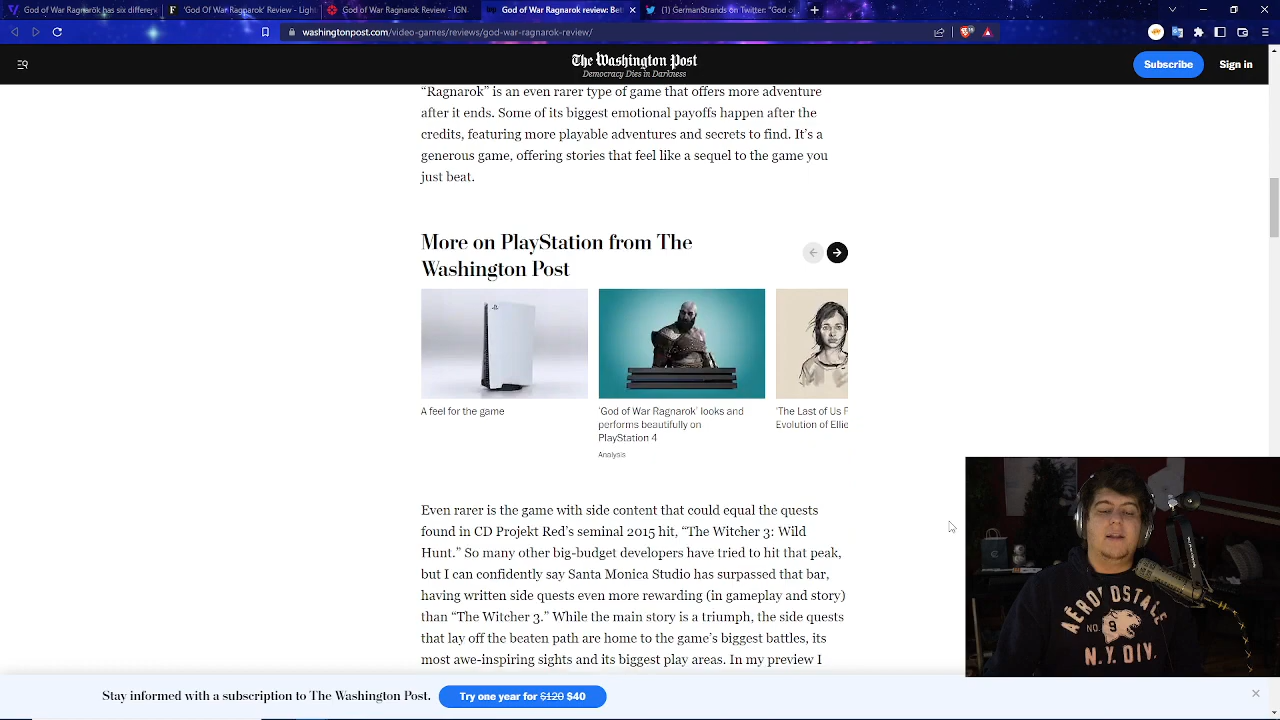 God of War Ragnarök has six differe
'God Of War Ragnarok' Review - Light
God of War Ragnarok Review - IGN
God of War Ragnarok review: Bet
(1) GermanStrands on Twitter: "God o
washingtonpost.com/video-games/reviews/god-war-ragnarok-review/
The Washington Post
Democracy Dies in Darkness
Subscribe
Sign in
“Ragnarok” is an even rarer type of game that offers more adventure
after it ends. Some of its biggest emotional payoffs happen after the
credits, featuring more playable adventures and secrets to find. It’s a
generous game, offering stories that feel like a sequel to the game you
just beat.
More on PlayStation from The
Washington Post
A feel for the game
‘God of War Ragnarok’ looks and
performs beautifully on
PlayStation 4
Analysis
‘The Last of Us P
Evolution of Ellie
Even rarer is the game with side content that could equal the quests
found in CD Projekt Red’s seminal 2015 hit, “The Witcher 3: Wild
Hunt.” So many other big-budget developers have tried to hit that peak,
but I can confidently say Santa Monica Studio has surpassed that bar,
having written side quests even more rewarding (in gameplay and story)
than “The Witcher 3.” While the main story is a triumph, the side quests
that lay off the beaten path are home to the game’s biggest battles, its
most awe-inspiring sights and its biggest play areas. In my preview I
AÉROPOSTALE
NO. 9
N.Y. DIV.
Stay informed with a subscription to The Washington Post.
Try one year for $120 $40